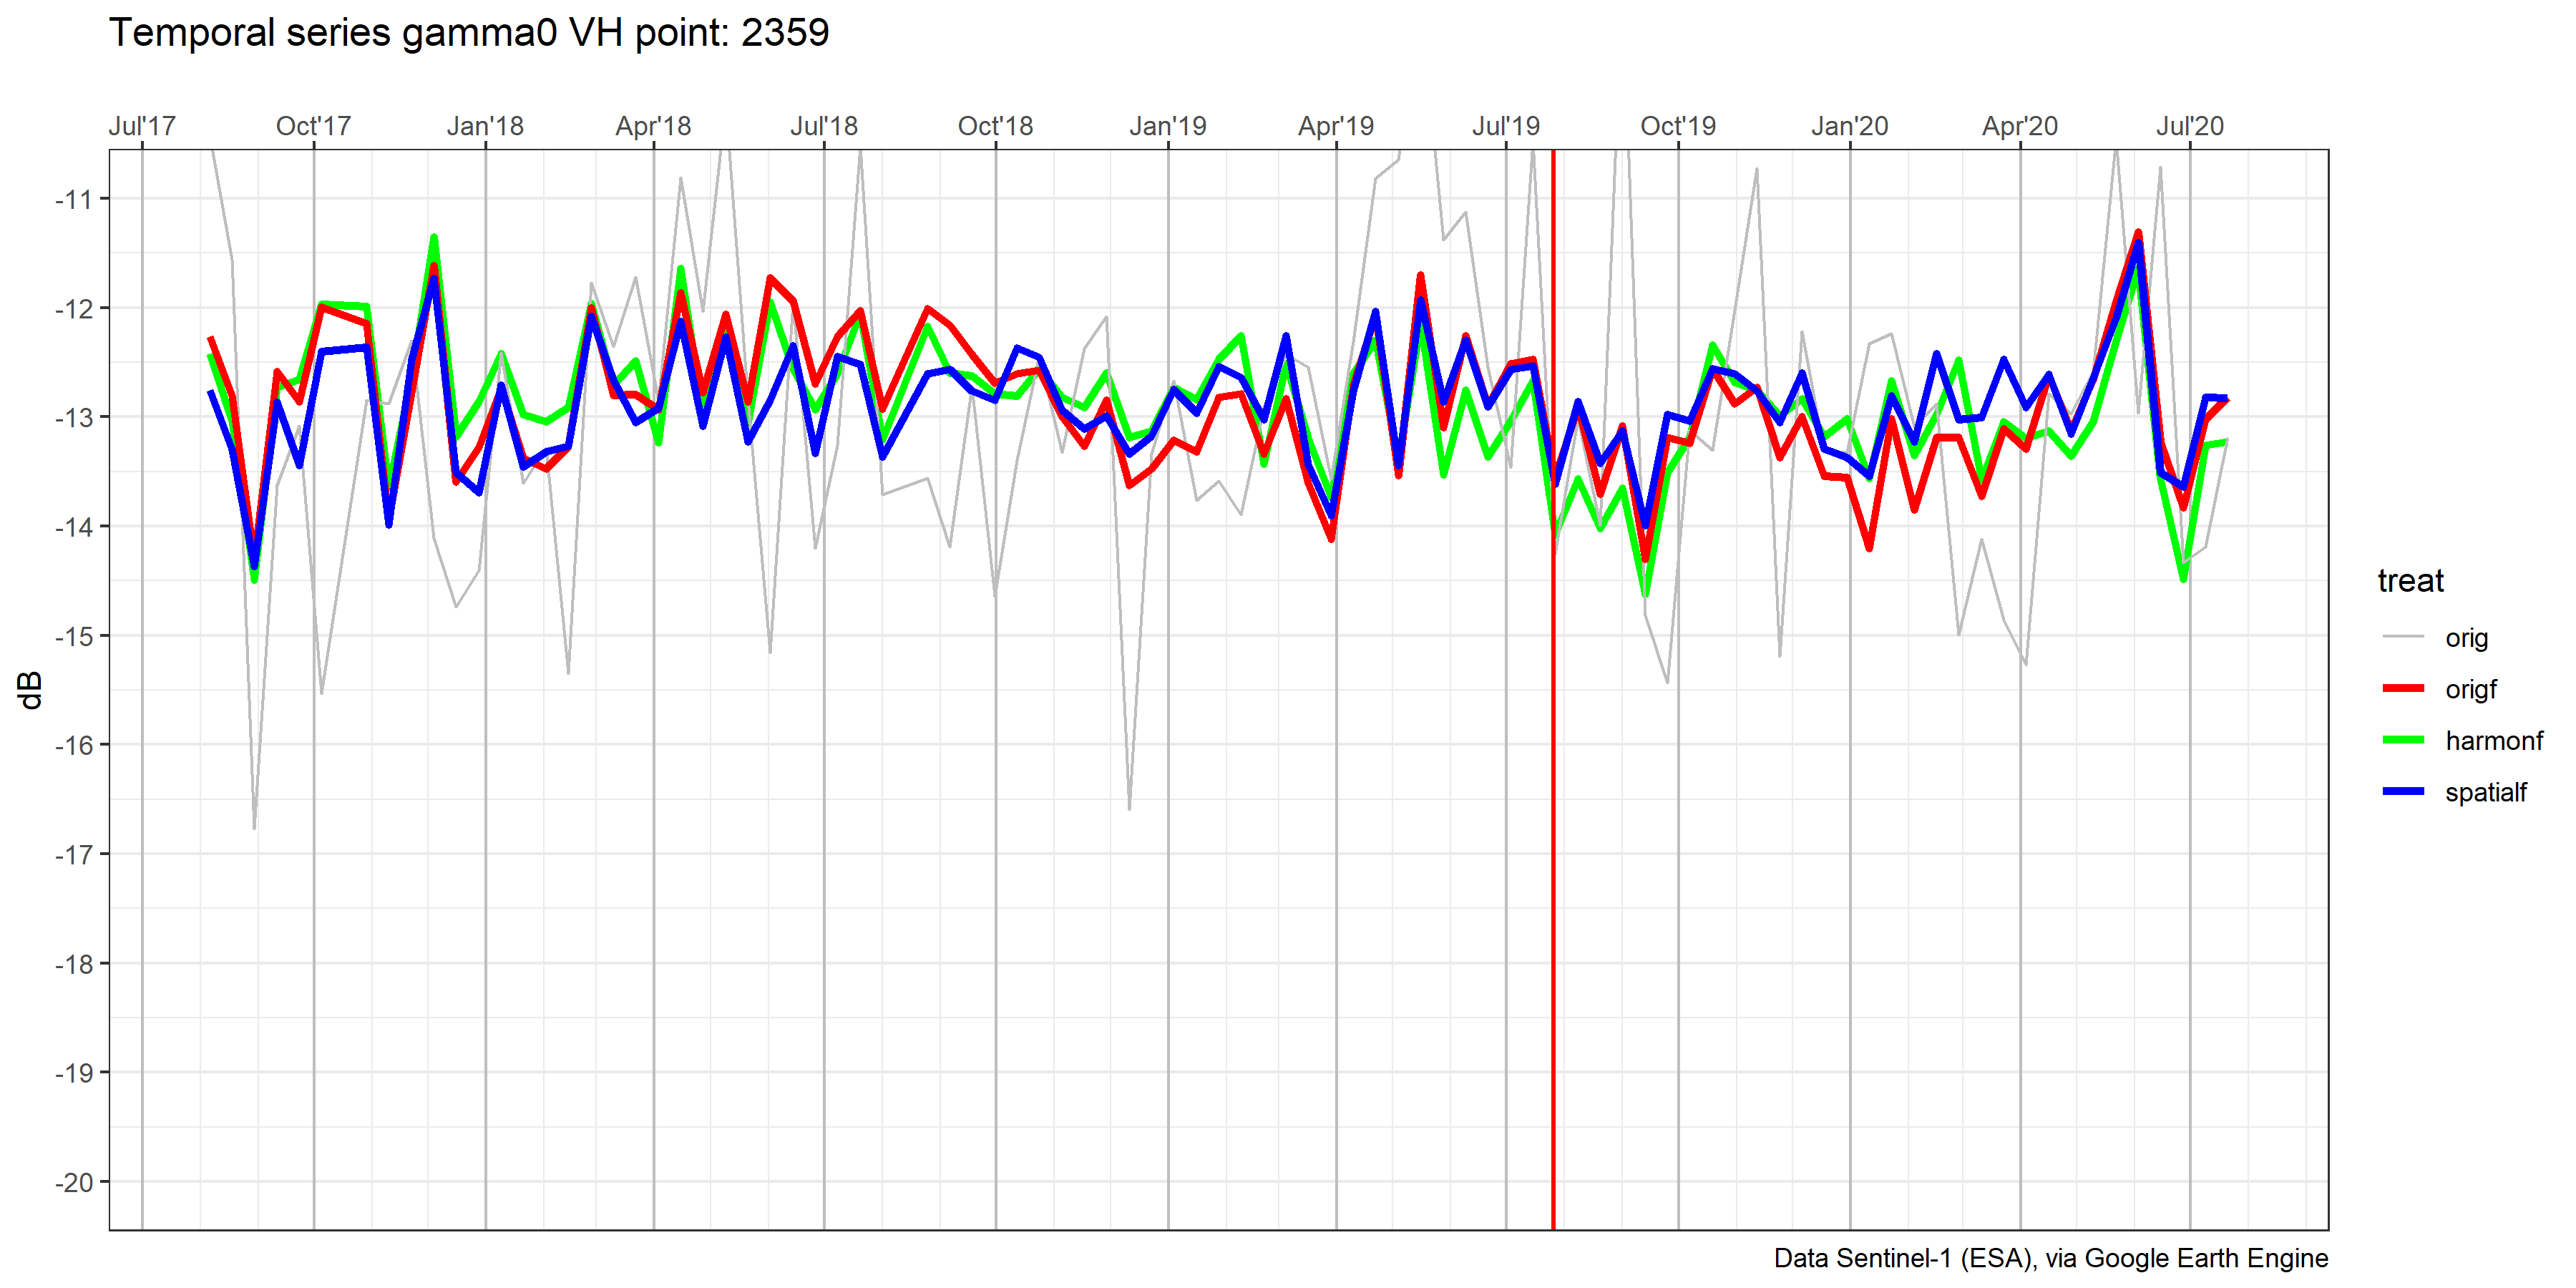 Temporal series gamma0 VH point: 2359
Jul'17 Oct'17 Jan'18 Apr'18 Jul'18 Oct'18 Jan'19 Apr'19 Jul'19 Oct'19 Jan'20 Apr'20 Jul'20
-11
-12
-13
-14
-15
-16
-17
-18
-19
-20
dB
treat
orig
origf
harmonf
spatialf
Data Sentinel-1 (ESA), via Google Earth Engine